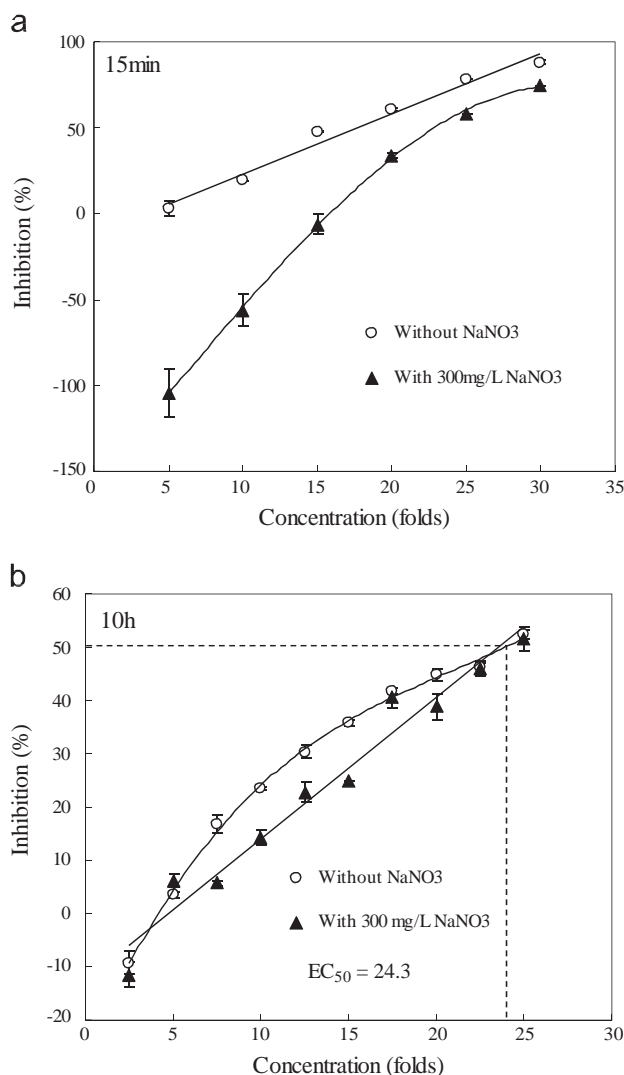 a
15min
100
50
0
-50
-100
-150
Inhibition (%)
Without NaNO3
With 300mg/L NaNO3
0 5 10 15 20 25 30 35
Concentration (folds)
b
10h
60
50
40
30
20
10
0
-10
-20
Inhibition (%)
Without NaNO3
With 300 mg/L NaNO3
EC50 = 24.3
0 5 10 15 20 25 30
Concentration (folds)